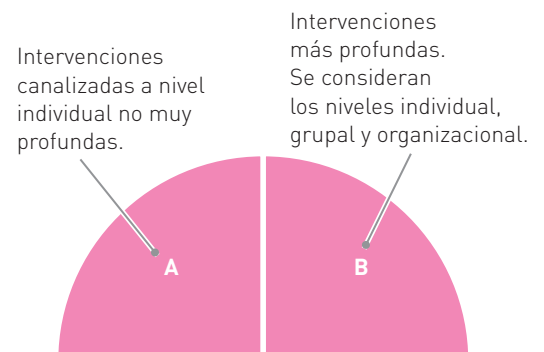 Intervenciones
canalizadas a nivel
individual no muy
profundas.
Intervenciones
más profundas.
Se consideran
los niveles individual,
grupal y organizacional.
A
B